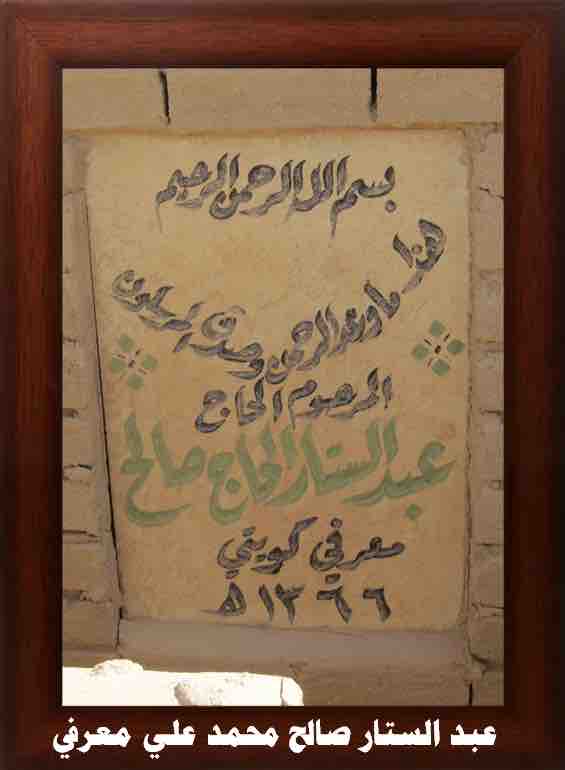 بسم الله الرحمن الرحيم
هذا ما وعد الرحمن وصدق المرسلون
المرحوم الحاج
عبد الستار الحاج صالح
معرفي كويتي
١٣٦٦ ه
عبد الستار صالح محمد علي معرفي